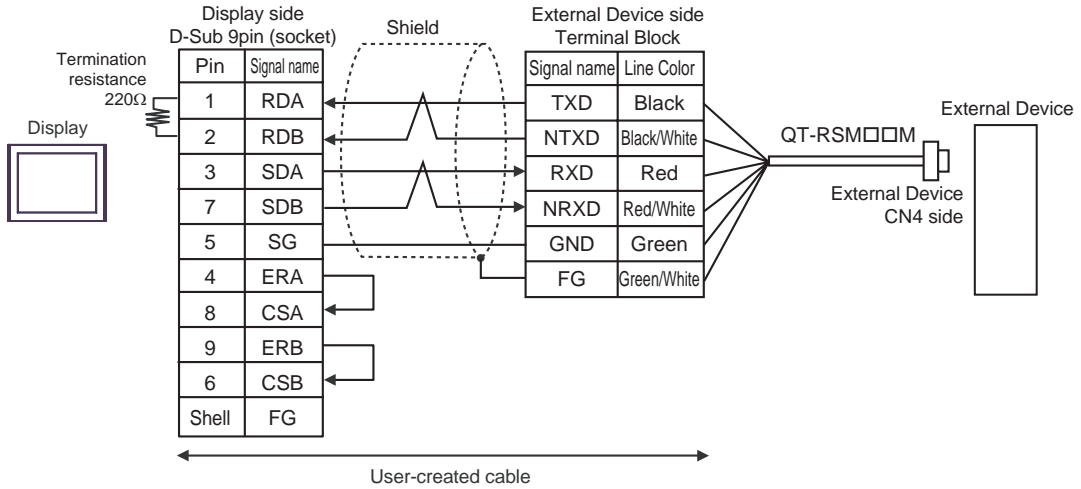 Display side
D-Sub 9pin (socket)
Shield
External Device side
Terminal Block
Termination
resistance
220Ω
Display
Pin Signal name
1 RDA
2 RDB
3 SDA
7 SDB
5 SG
4 ERA
8 CSA
9 ERB
6 CSB
Shell FG
Signal name Line Color
TXD Black
NTXD Black/White
RXD Red
NRXD Red/White
GND Green
FG Green/White
QT-RSM□□M
External Device
CN4 side
External Device
User-created cable